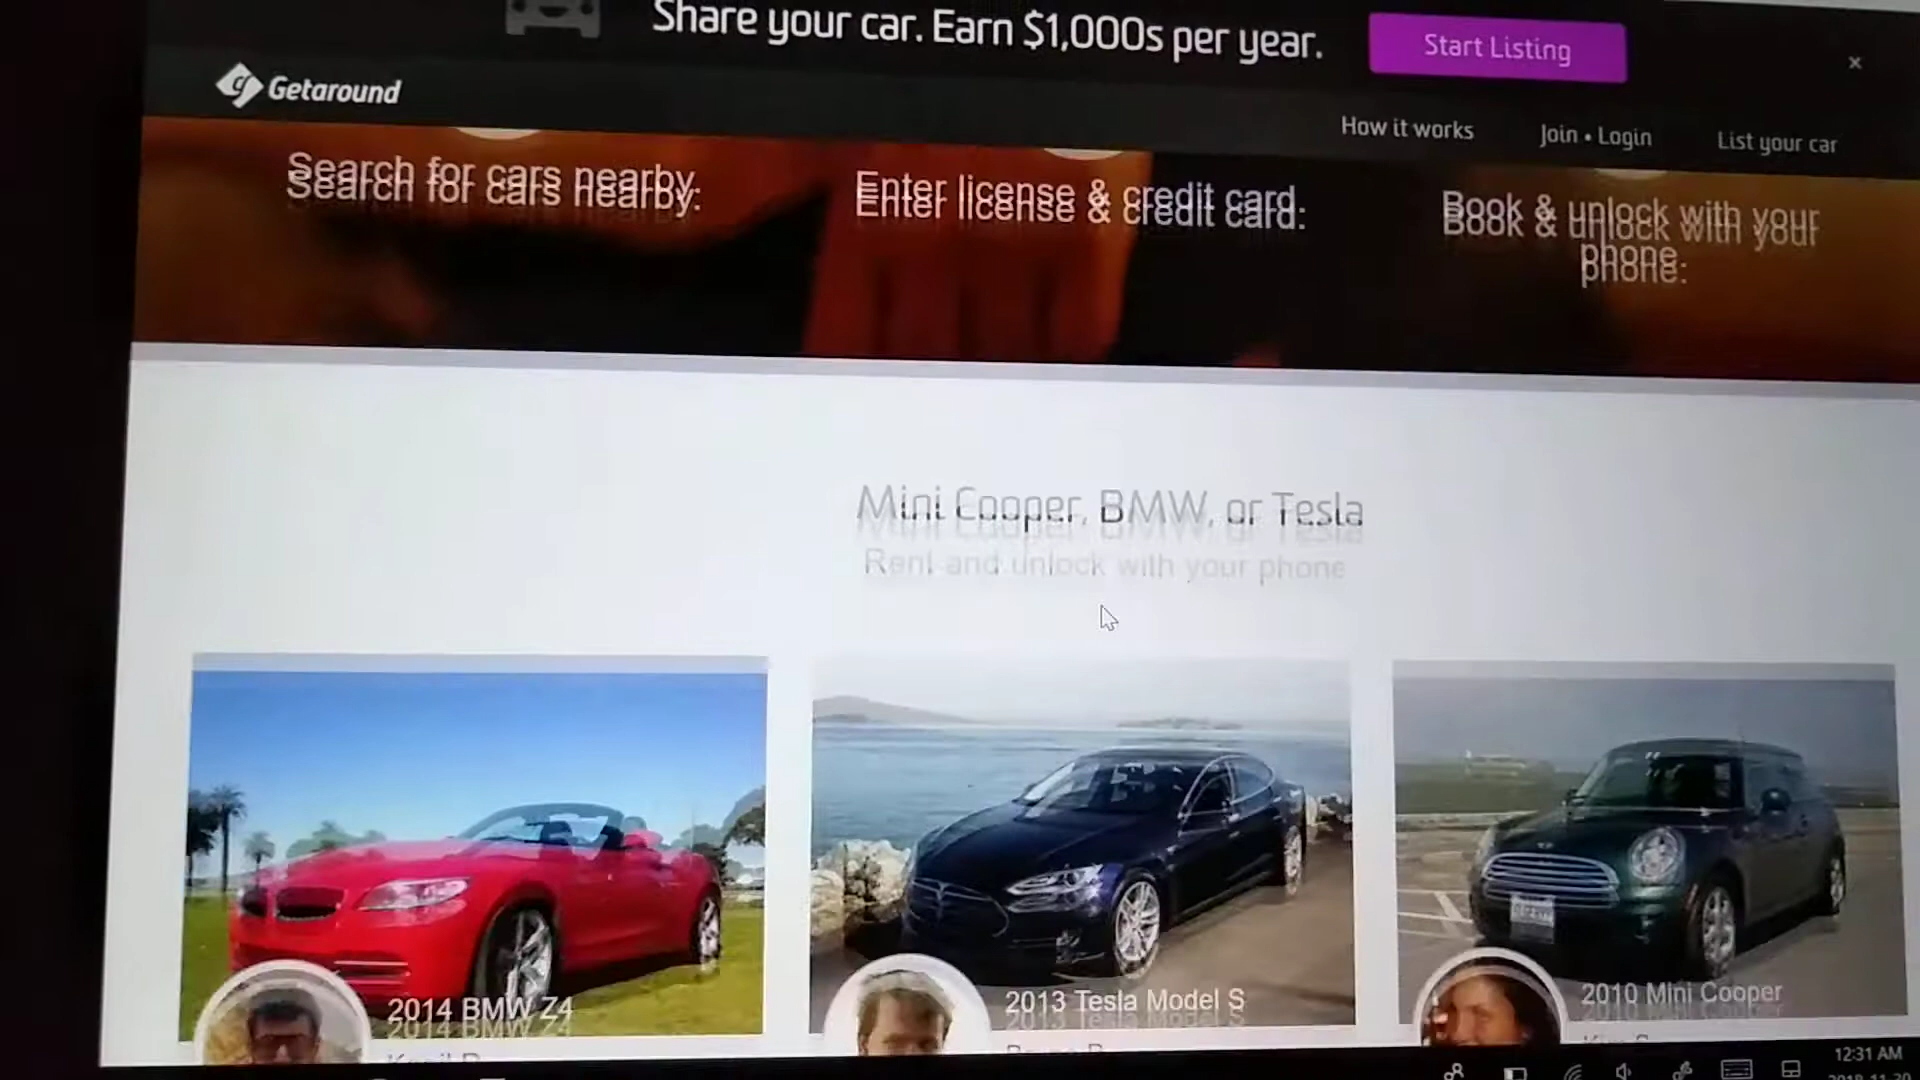 Share your car. Earn $1,000s per year.
Start Listing
×
Getaround
How it works
Join • Login
List your car
Search for cars nearby.
Enter license & credit card.
Book & unlock with your
phone.
Mini Cooper, BMW, or Tesla
Rent and unlock with your phone
2014 BMW Z4
2013 Tesla Model S
2010 Mini Cooper
12:31 AM